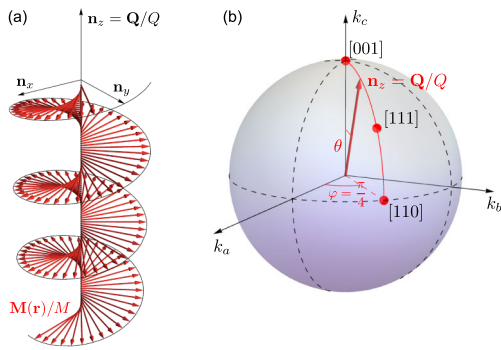 (a)
𝐧_z = 𝐐/Q
𝐧_x
𝐧_y
𝐌(𝐫)/M
(b)
k_c
[001]
𝐧_z = 𝐐/Q
[111]
θ
φ = π/4
[110]
k_a
k_b